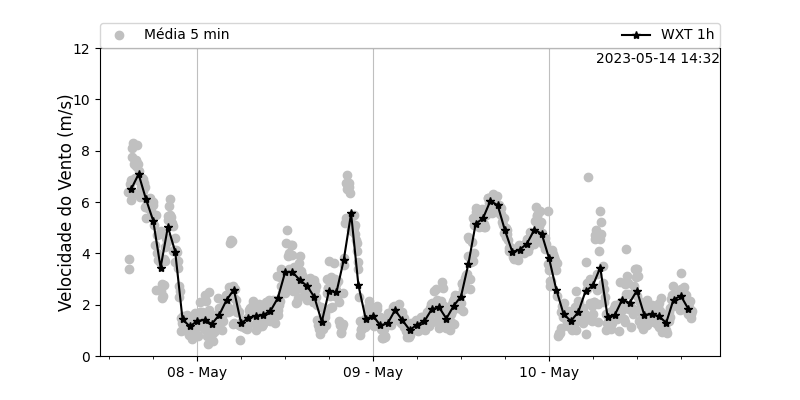 Média 5 min
WXT 1h
2023-05-14 14:32
Velocidade do Vento (m/s)
12
10
8
6
4
2
0
08 - May
09 - May
10 - May